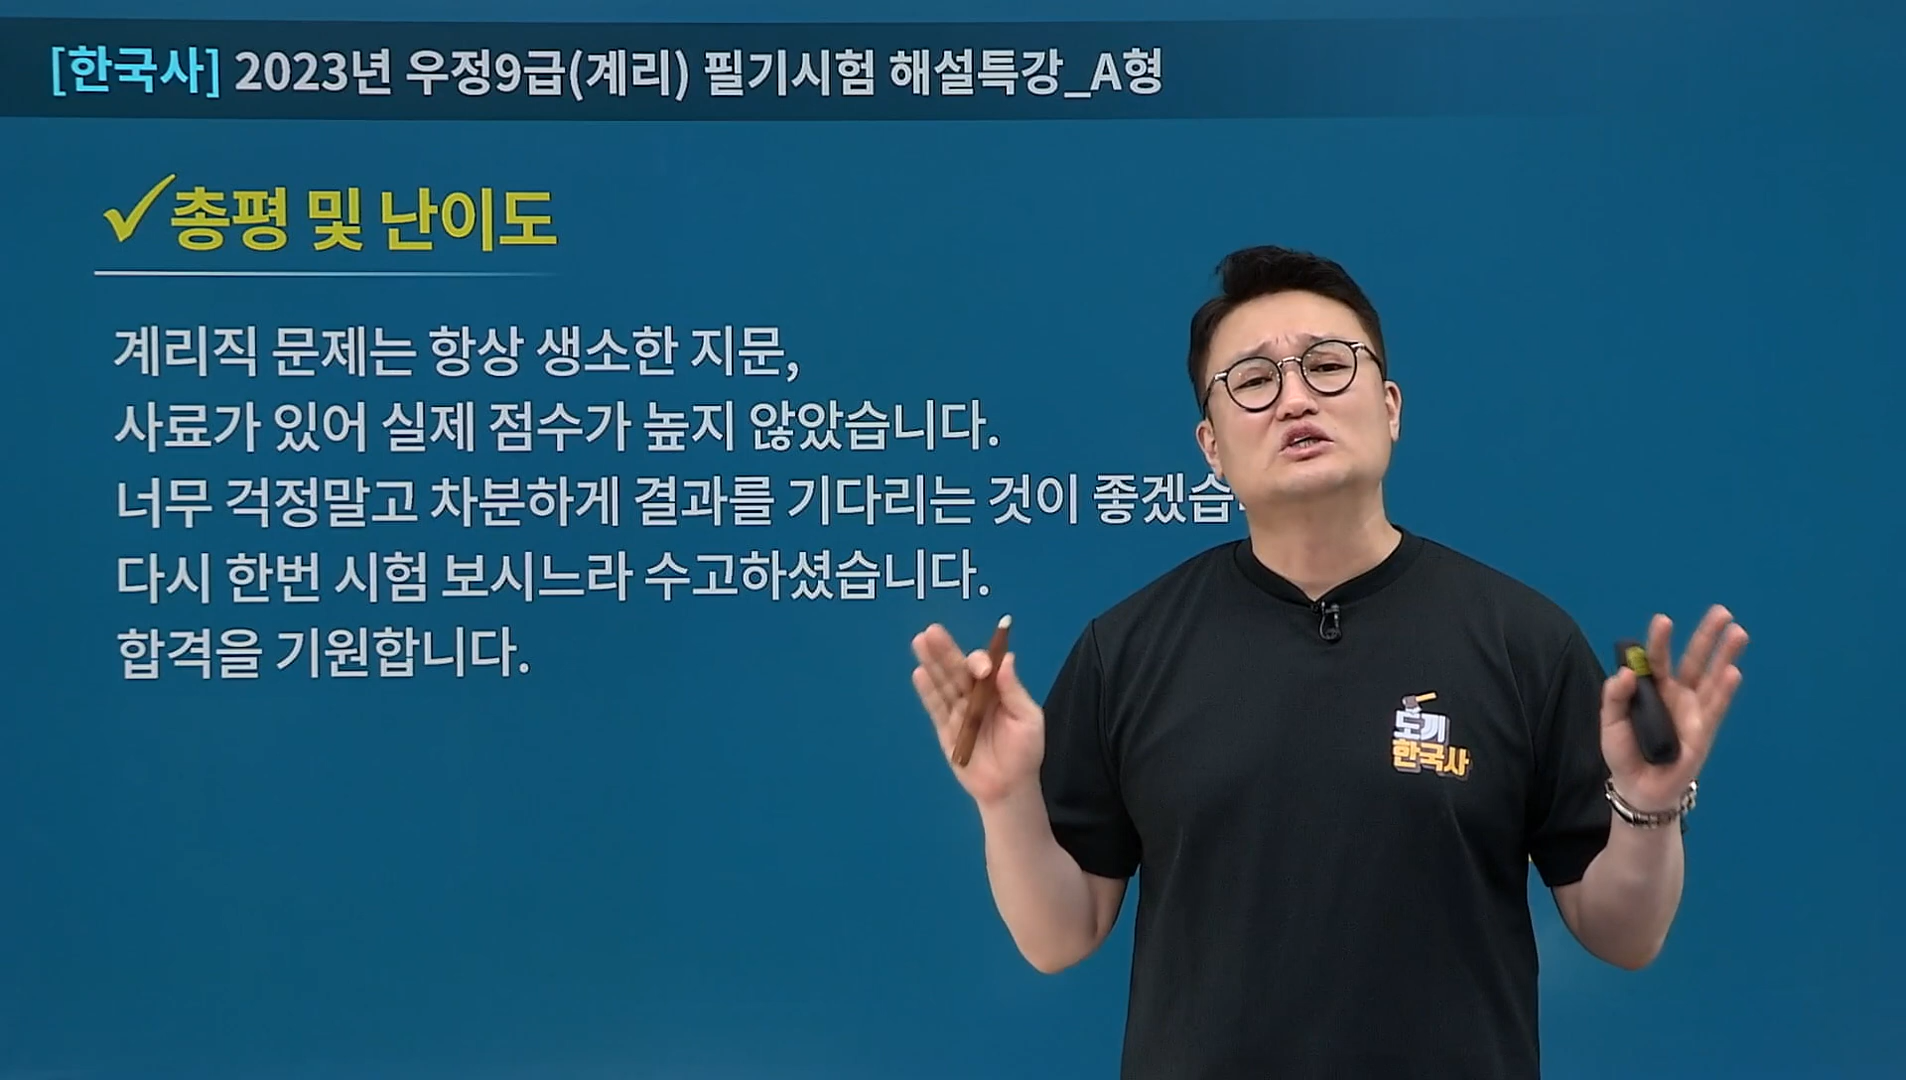 [한국사] 2023년 우정9급(계리) 필기시험 해설특강_A형
총평 및 난이도
계리직 문제는 항상 생소한 지문,
사료가 있어 실제 점수가 높지 않았습니다.
너무 걱정말고 차분하게 결과를 기다리는 것이 좋겠습
다시 한번 시험 보시느라 수고하셨습니다.
합격을 기원합니다.
도끼
한국사